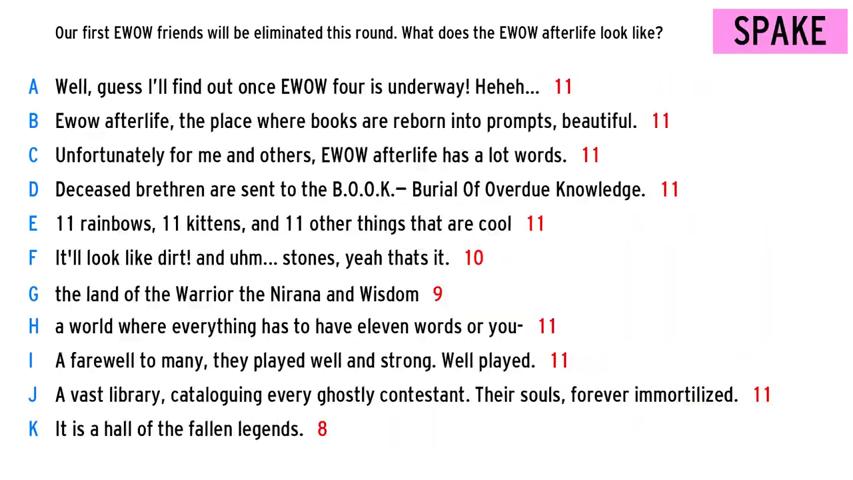 Our first EWOW friends will be eliminated this round. What does the EWOW afterlife look like?
SPAKE
A Well, guess I'll find out once EWOW four is underway! Heheh... 11
B Ewow afterlife, the place where books are reborn into prompts, beautiful. 11
C Unfortunately for me and others, EWOW afterlife has a lot words. 11
D Deceased brethren are sent to the B.O.O.K.— Burial Of Overdue Knowledge. 11
E 11 rainbows, 11 kittens, and 11 other things that are cool 11
F It'll look like dirt! and uhm... stones, yeah thats it. 10
G the land of the Warrior the Nirana and Wisdom 9
H a world where everything has to have eleven words or you- 11
I A farewell to many, they played well and strong. Well played. 11
J A vast library, cataloguing every ghostly contestant. Their souls, forever immortilized. 11
K It is a hall of the fallen legends. 8